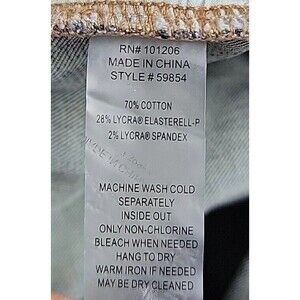 RN# 101206
MADE IN CHINA
STYLE # 59854
70% COTTON
28% LYCRA® ELASTERELL-P
2% LYCRA® SPANDEX
MACHINE WASH COLD
SEPARATELY
INSIDE OUT
ONLY NON-CHLORINE
BLEACH WHEN NEEDED
HANG TO DRY
WARM IRON IF NEEDED
MAY BE DRY CLEANED